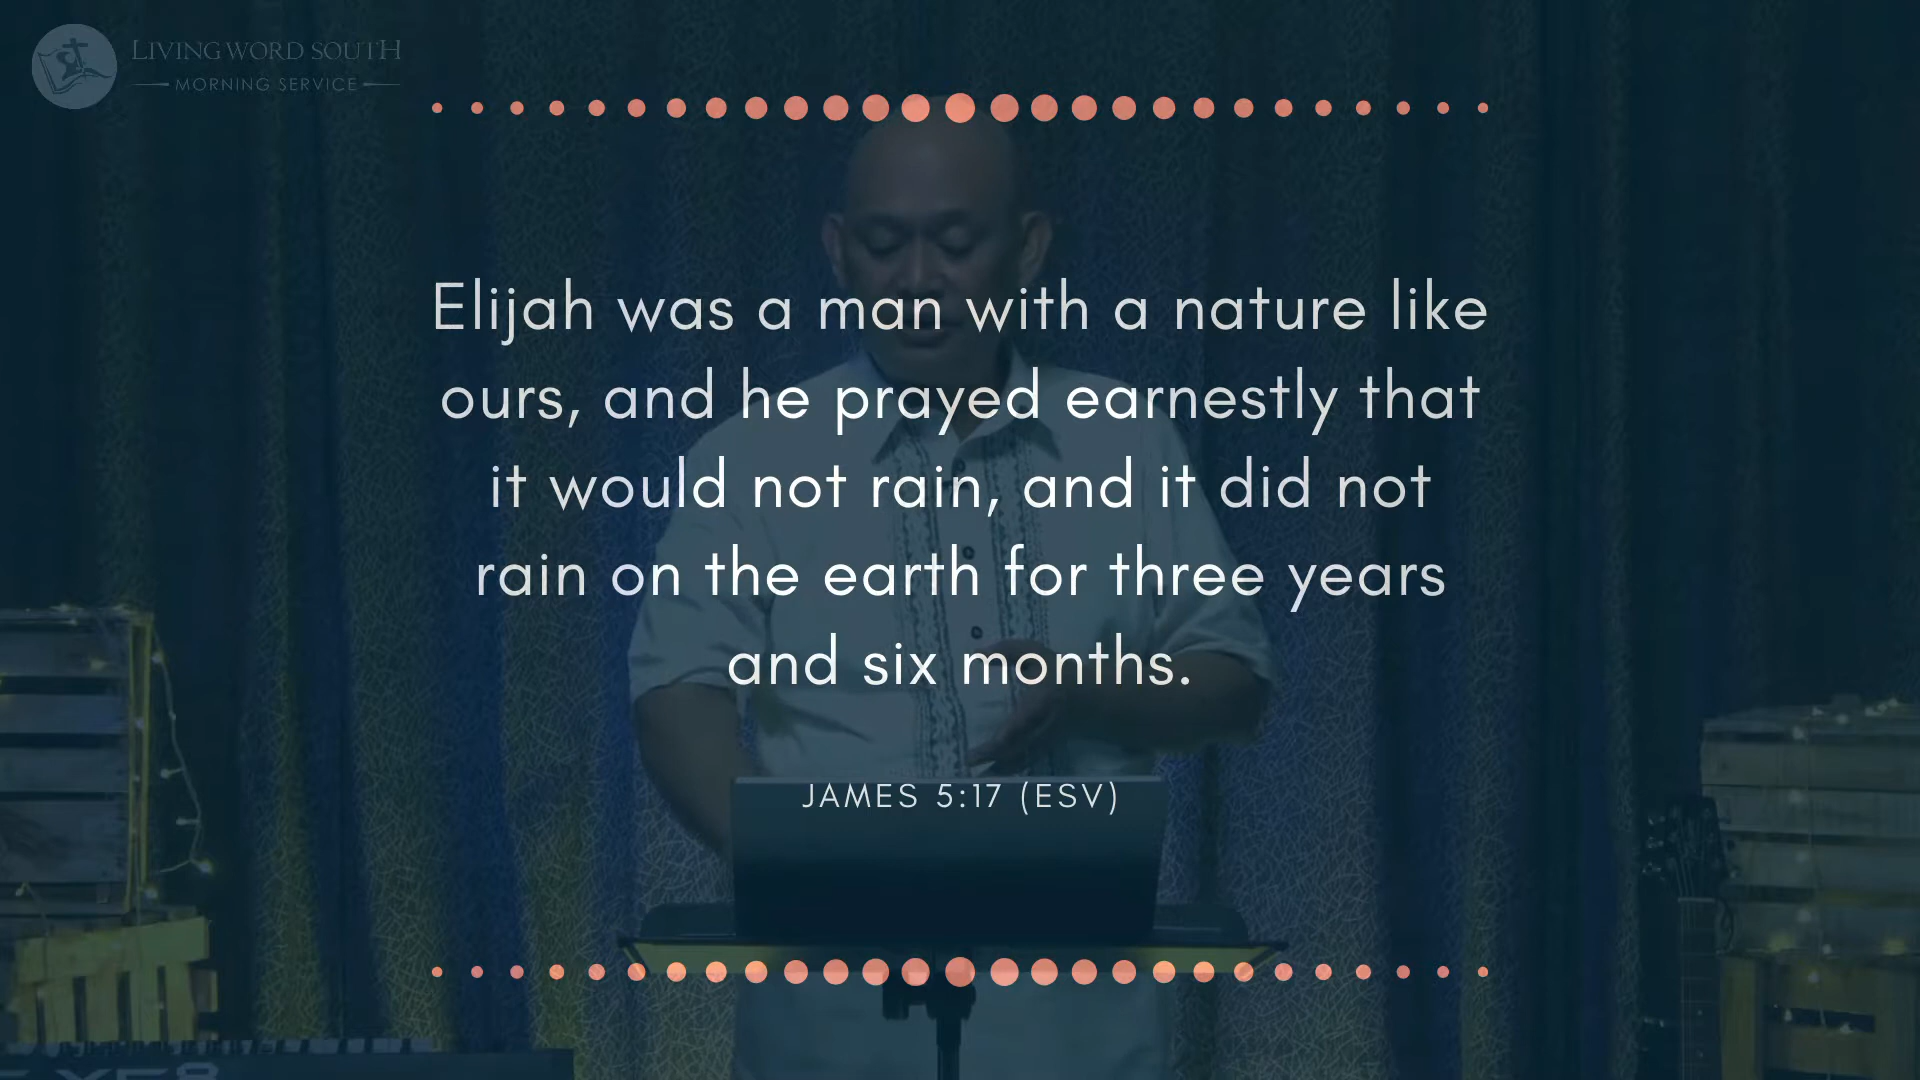 LIVING WORD SOUTH
MORNING SERVICE
Elijah was a man with a nature like
ours, and he prayed earnestly that
it would not rain, and it did not
rain on the earth for three years
and six months.
JAMES 5:17 (ESV)